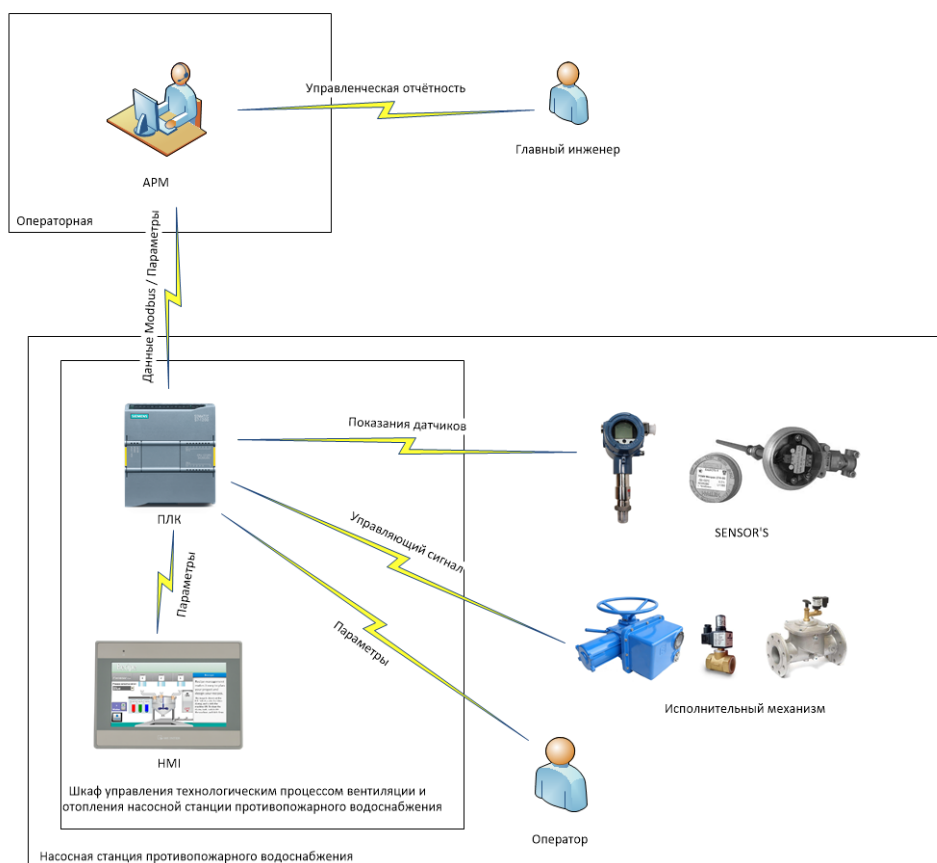 Управленческая отчётность
Главный инженер
АРМ
Операторная
Данные Modbus / Параметры
SIEMENS
Показания датчиков
ПЛК
SENSOR'S
Управляющий сигнал
Параметры
Параметры
Исполнительный механизм
HMI
Шкаф управления технологическим процессом вентиляции и
отопления насосной станции противопожарного водоснабжения
Оператор
Насосная станция противопожарного водоснабжения